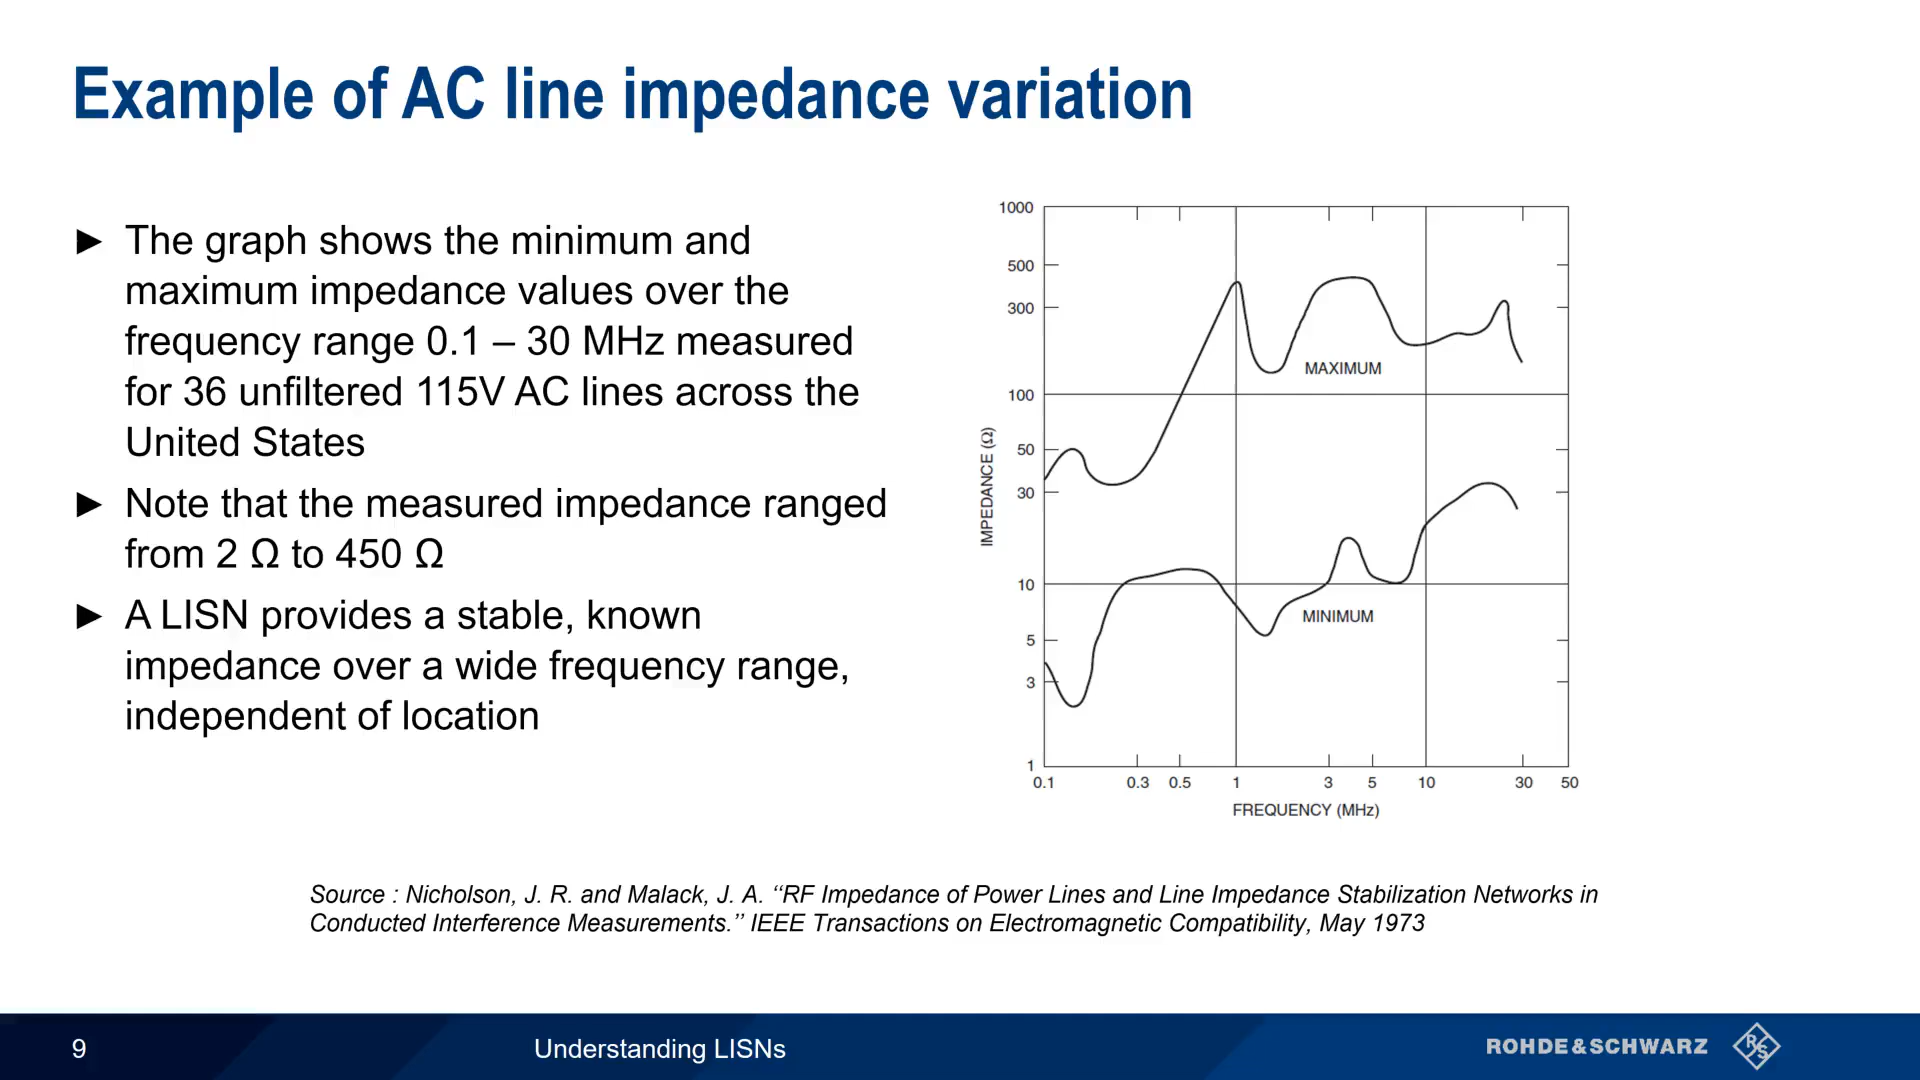 Example of AC line impedance variation
► The graph shows the minimum and
maximum impedance values over the
frequency range 0.1 – 30 MHz measured
for 36 unfiltered 115V AC lines across the
United States
► Note that the measured impedance ranged
from 2 Ω to 450 Ω
► A LISN provides a stable, known
impedance over a wide frequency range,
independent of location
1000
500
300
100
50
30
10
5
3
1
IMPEDANCE (Ω)
MAXIMUM
MINIMUM
0.1 0.3 0.5 1 3 5 10 30 50
FREQUENCY (MHz)
Source : Nicholson, J. R. and Malack, J. A. ‘‘RF Impedance of Power Lines and Line Impedance Stabilization Networks in
Conducted Interference Measurements.’’ IEEE Transactions on Electromagnetic Compatibility, May 1973
9 Understanding LISNs ROHDE&SCHWARZ RS